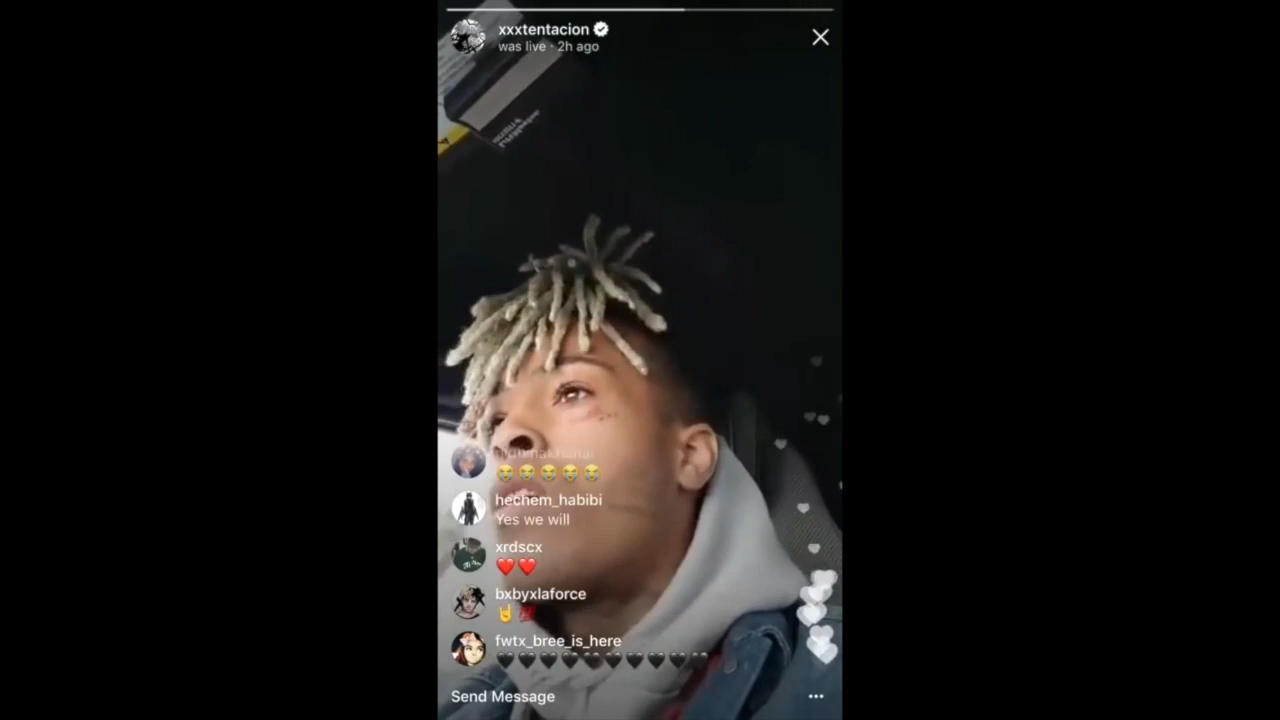 xxxtentacion
was live · 2h ago
😭😭😭😭😭
hechem_habibi
Yes we will
xrdscx
❤️❤️
bxbyxlaforce
🤘💯
fwtx_bree_is_here
🖤🖤🖤🖤🖤🖤🖤🖤🖤🖤
Send Message